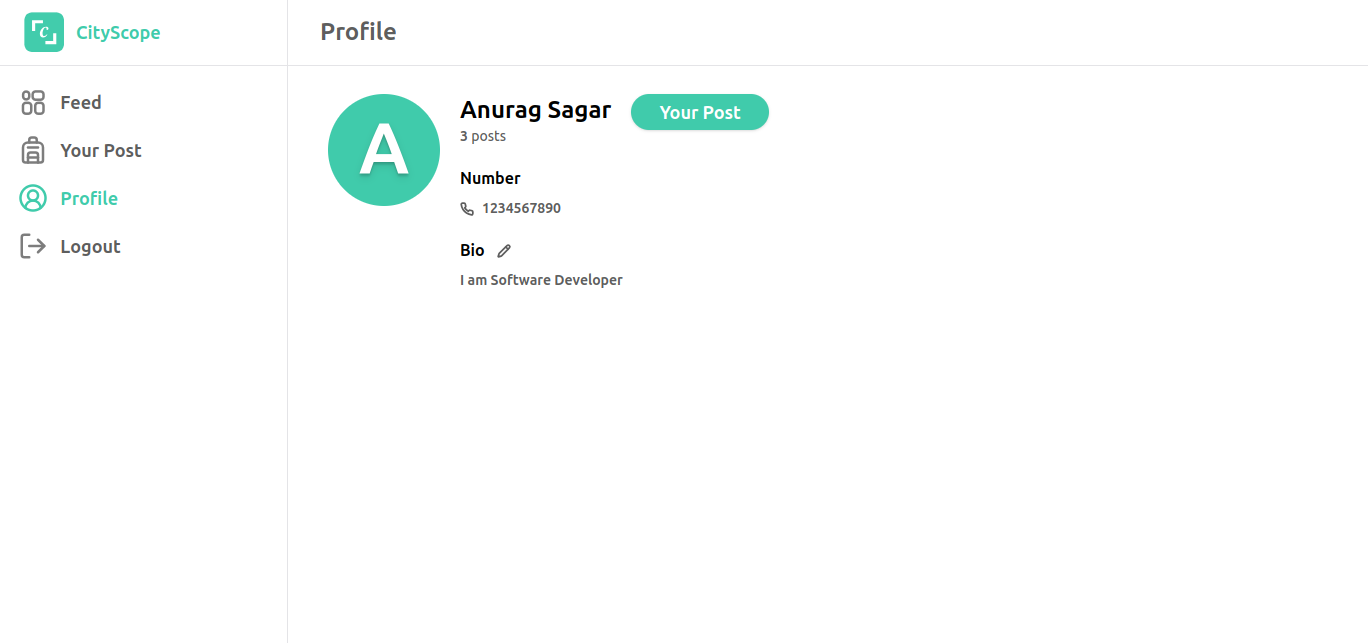 C
CityScope
Profile
Feed
Your Post
Profile
Logout
A
Anurag Sagar
Your Post
3 posts
Number
1234567890
Bio
I am Software Developer